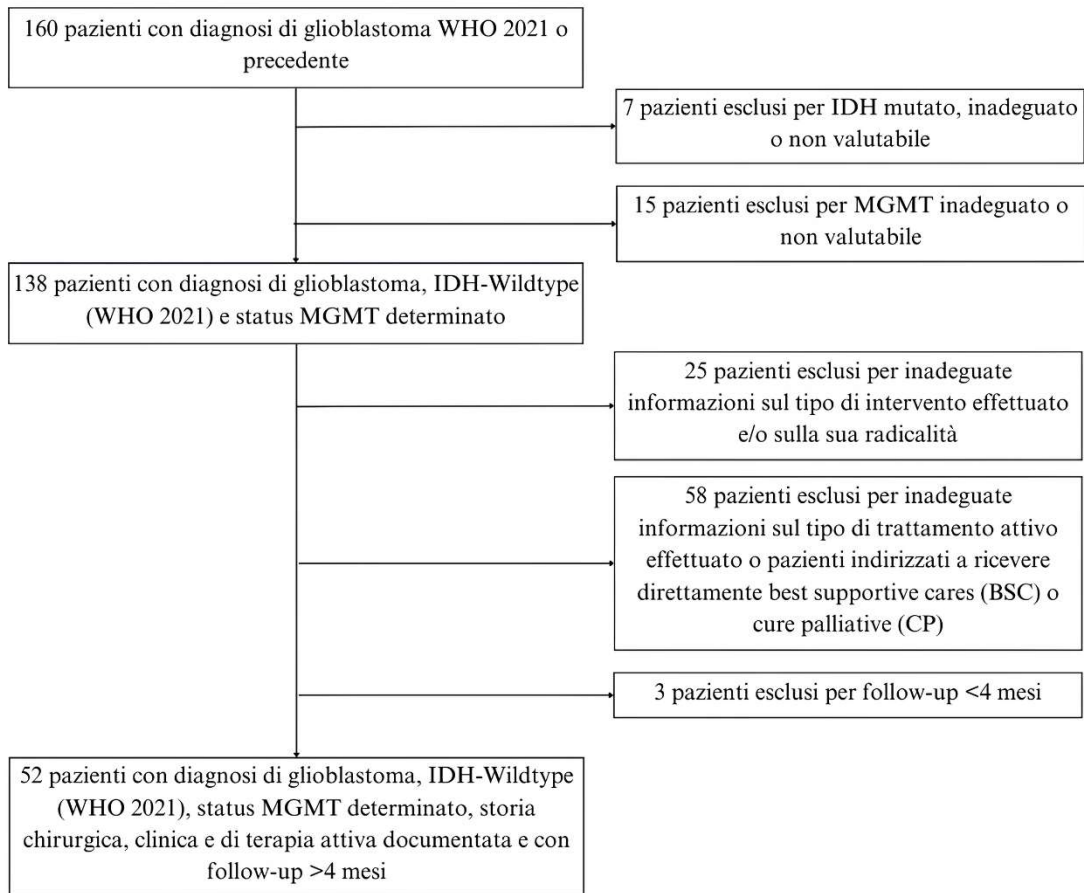 160 pazienti con diagnosi di glioblastoma WHO 2021 o
precedente
7 pazienti esclusi per IDH mutato, inadeguato
o non valutabile
15 pazienti esclusi per MGMT inadeguato o
non valutabile
138 pazienti con diagnosi di glioblastoma, IDH-Wildtype
(WHO 2021) e status MGMT determinato
25 pazienti esclusi per inadeguate
informazioni sul tipo di intervento effettuato
e/o sulla sua radicalità
58 pazienti esclusi per inadeguate
informazioni sul tipo di trattamento attivo
effettuato o pazienti indirizzati a ricevere
direttamente best supportive cares (BSC) o
cure palliative (CP)
3 pazienti esclusi per follow-up <4 mesi
52 pazienti con diagnosi di glioblastoma, IDH-Wildtype
(WHO 2021), status MGMT determinato, storia
chirurgica, clinica e di terapia attiva documentata e con
follow-up >4 mesi